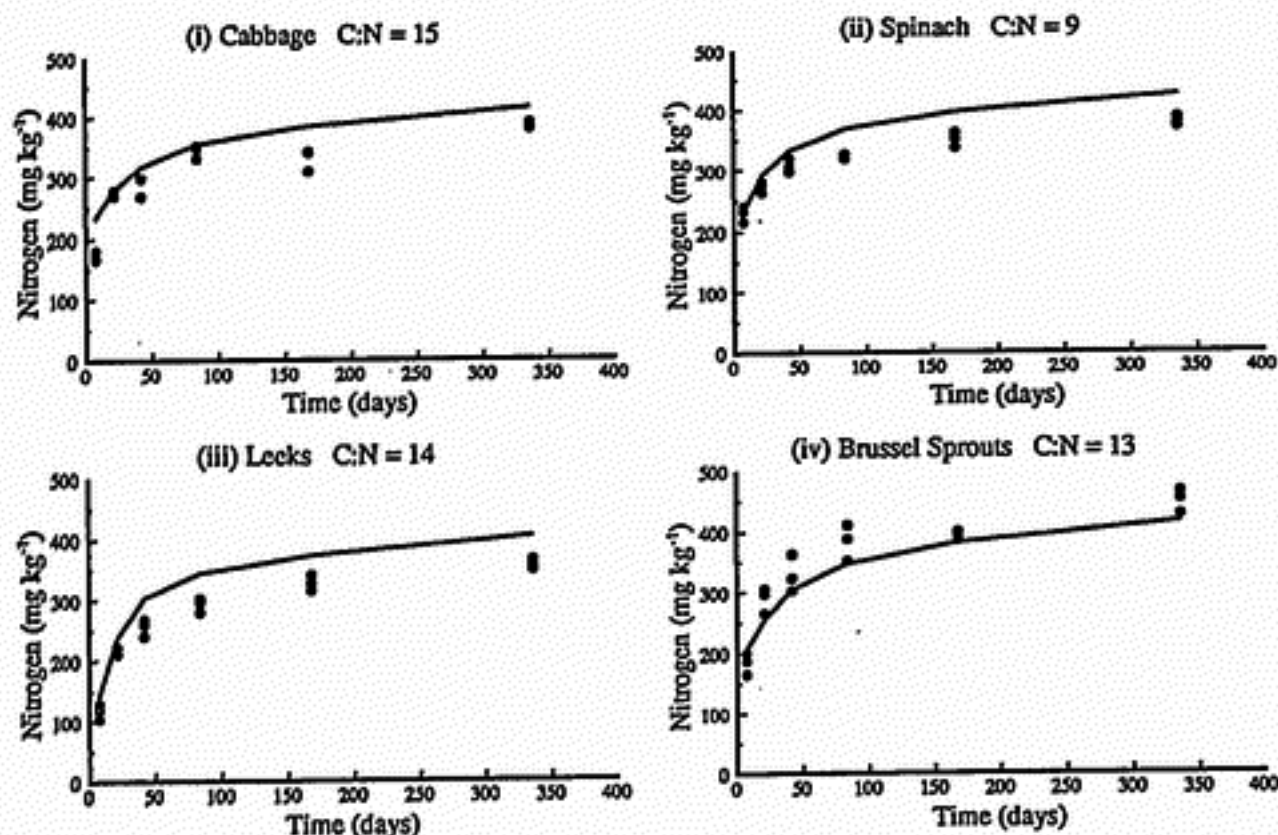 (i) Cabbage C:N = 15
500
400
300
200
100
0
Nitrogen (mg kg⁻¹)
0 50 100 150 200 250 300 350 400
Time (days)
(ii) Spinach C:N = 9
500
400
300
200
100
0
Nitrogen (mg kg⁻¹)
0 50 100 150 200 250 300 350 400
Time (days)
(iii) Leeks C:N = 14
500
400
300
200
100
0
Nitrogen (mg kg⁻¹)
0 50 100 150 200 250 300 350 400
Time (days)
(iv) Brussel Sprouts C:N = 13
500
400
300
200
100
0
Nitrogen (mg kg⁻¹)
0 50 100 150 200 250 300 350 400
Time (days)